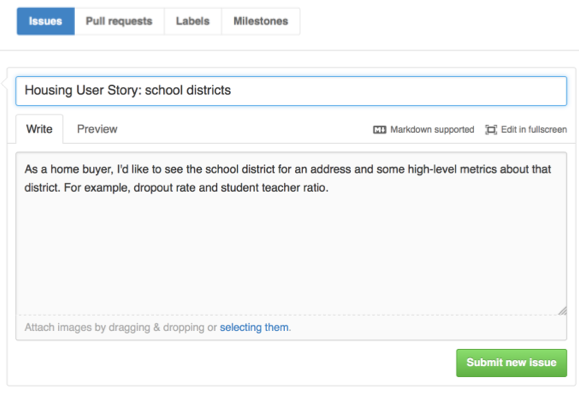 Issues Pull requests Labels Milestones
Housing User Story: school districts
Write Preview Markdown supported Edit in fullscreen
As a home buyer, I'd like to see the school district for an address and some high-level metrics about that
district. For example, dropout rate and student teacher ratio.
Attach images by dragging & dropping or selecting them.
Submit new issue